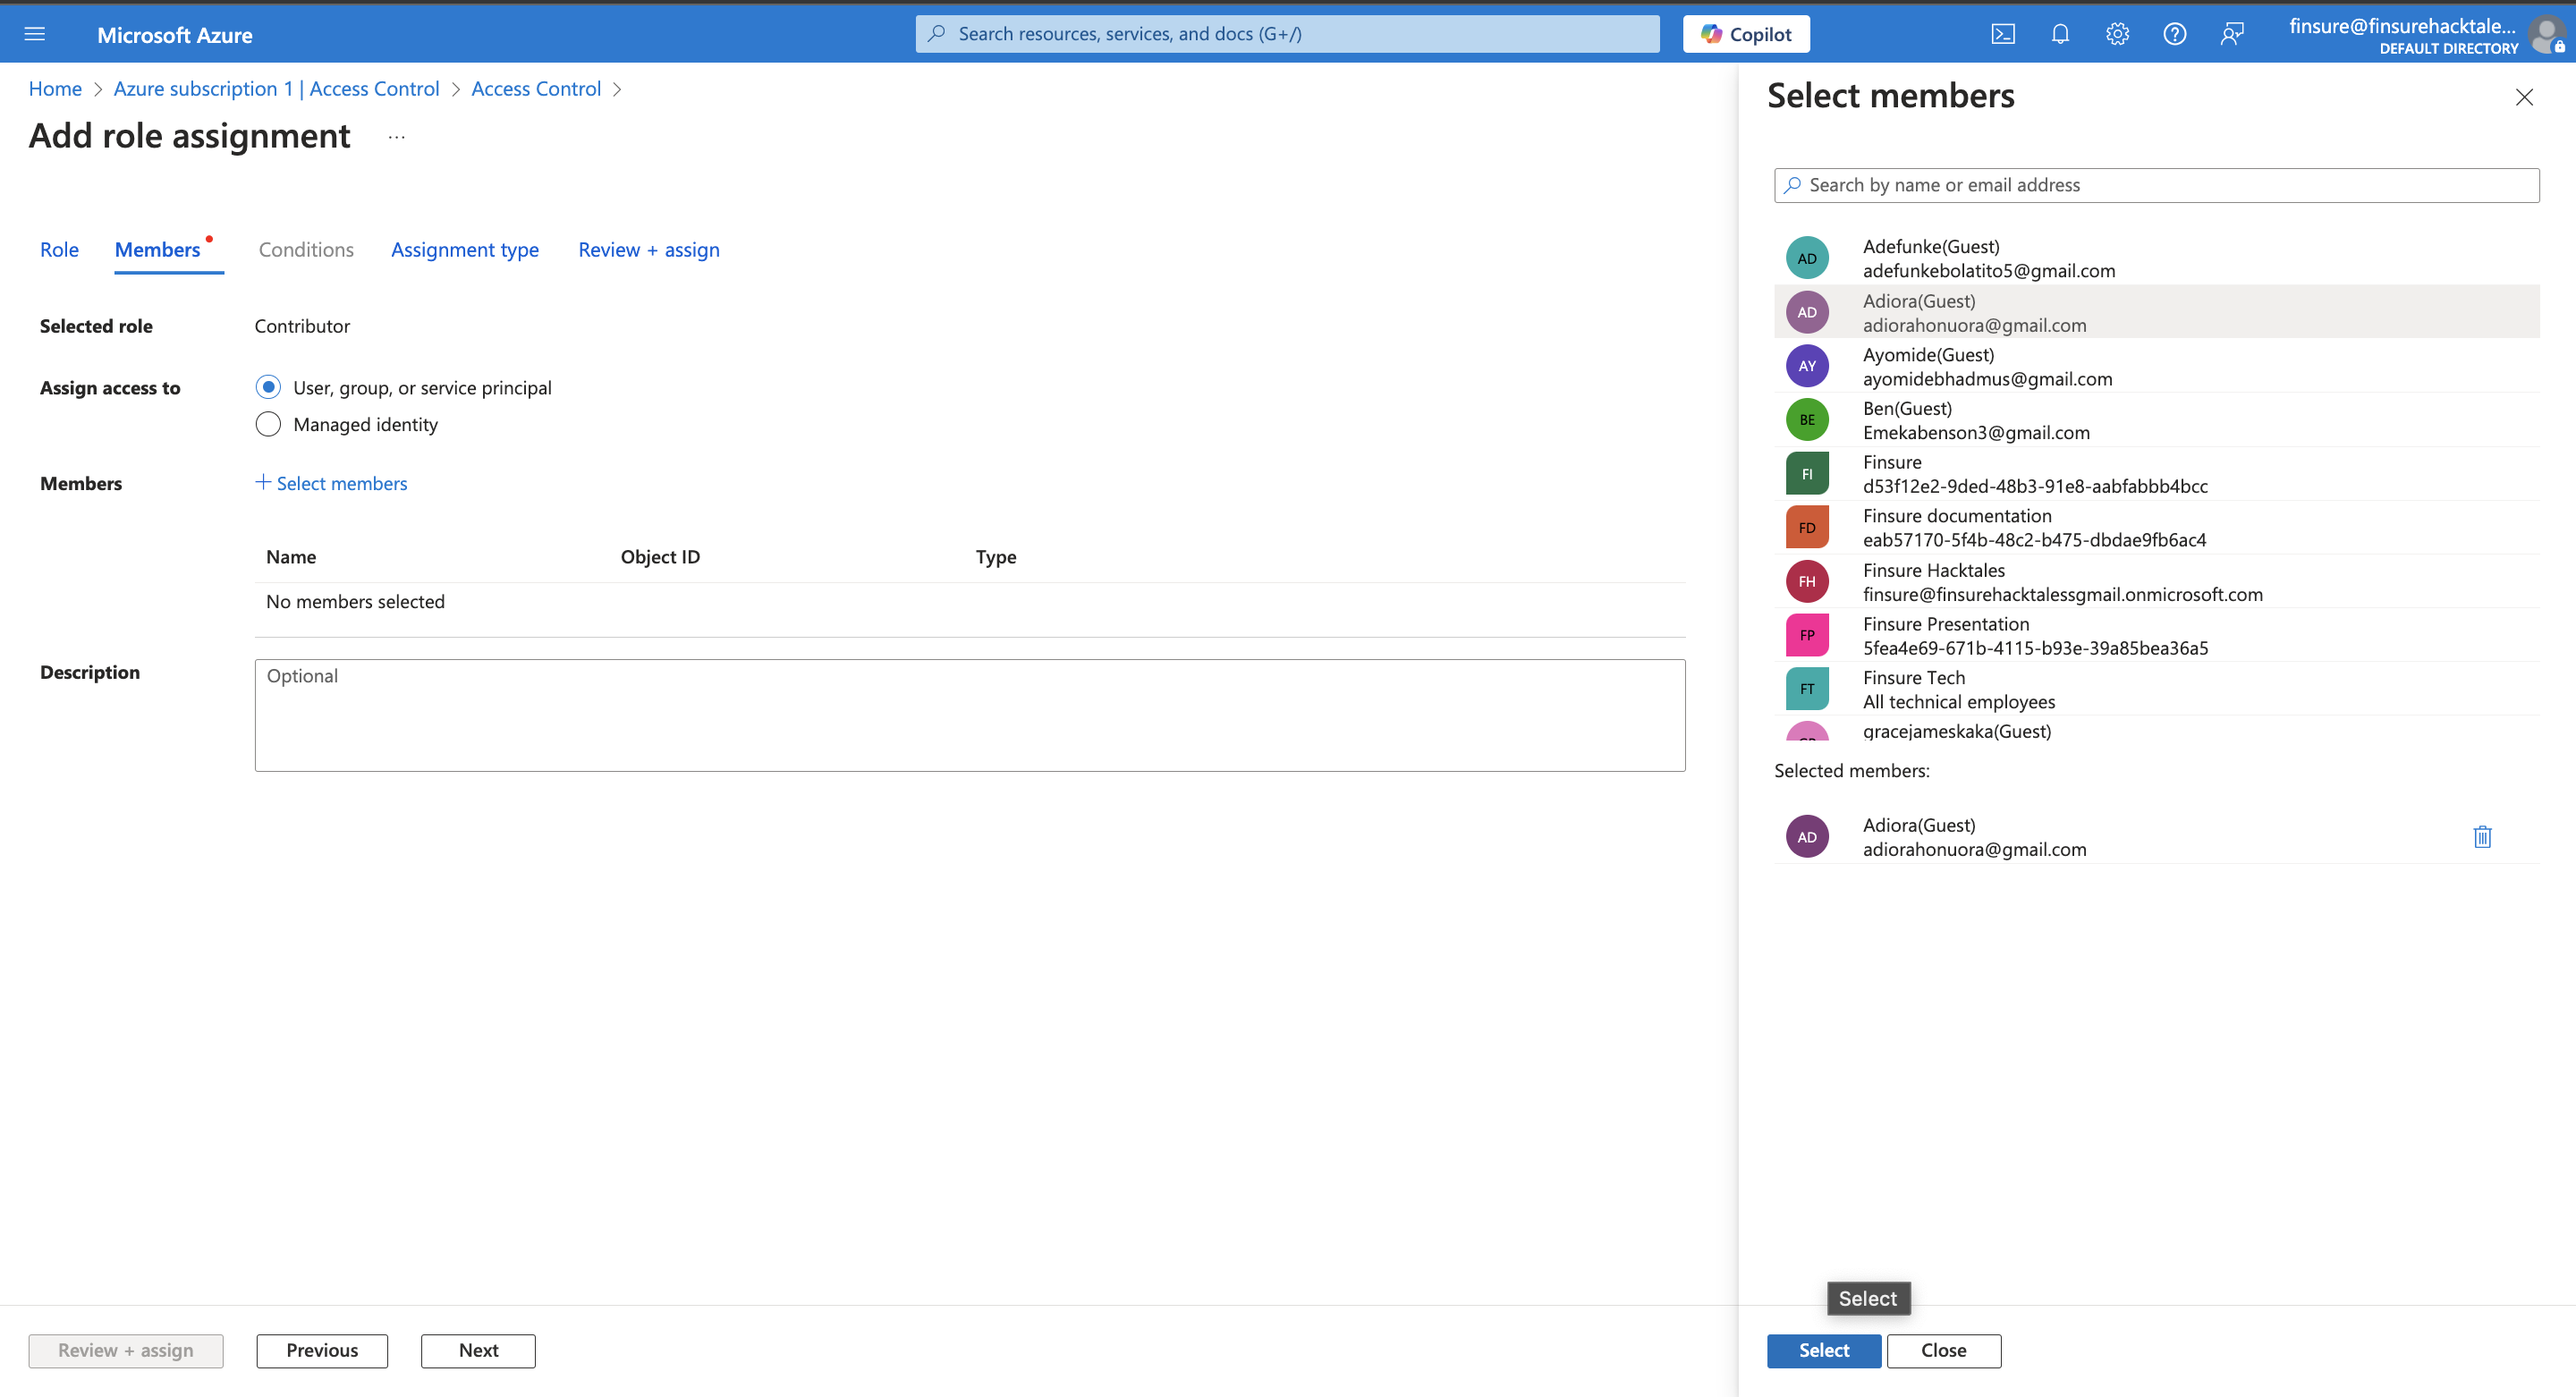 Microsoft Azure
Search resources, services, and docs (G+/)
Copilot
finsure@finsurehacktale...
DEFAULT DIRECTORY
Home > Azure subscription 1 | Access Control > Access Control >
Add role assignment ...
Role
Members
Conditions
Assignment type
Review + assign
Selected role
Contributor
Assign access to
User, group, or service principal
Managed identity
Members
+ Select members
Name
Object ID
Type
No members selected
Description
Optional
Review + assign
Previous
Next
Select members
Search by name or email address
AD
Adefunke(Guest)
adefunkebolatito5@gmail.com
AD
Adiora(Guest)
adiorahonuora@gmail.com
AY
Ayomide(Guest)
ayomidebhadmus@gmail.com
BE
Ben(Guest)
Emekabenson3@gmail.com
FI
Finsure
d53f12e2-9ded-48b3-91e8-aabfabbb4bcc
FD
Finsure documentation
eab57170-5f4b-48c2-b475-dbdae9fb6ac4
FH
Finsure Hacktales
finsure@finsurehacktalessgmail.onmicrosoft.com
FP
Finsure Presentation
5fea4e69-671b-4115-b93e-39a85bea36a5
FT
Finsure Tech
All technical employees
gracejameskaka(Guest)
Selected members:
AD
Adiora(Guest)
adiorahonuora@gmail.com
Select
Select
Close